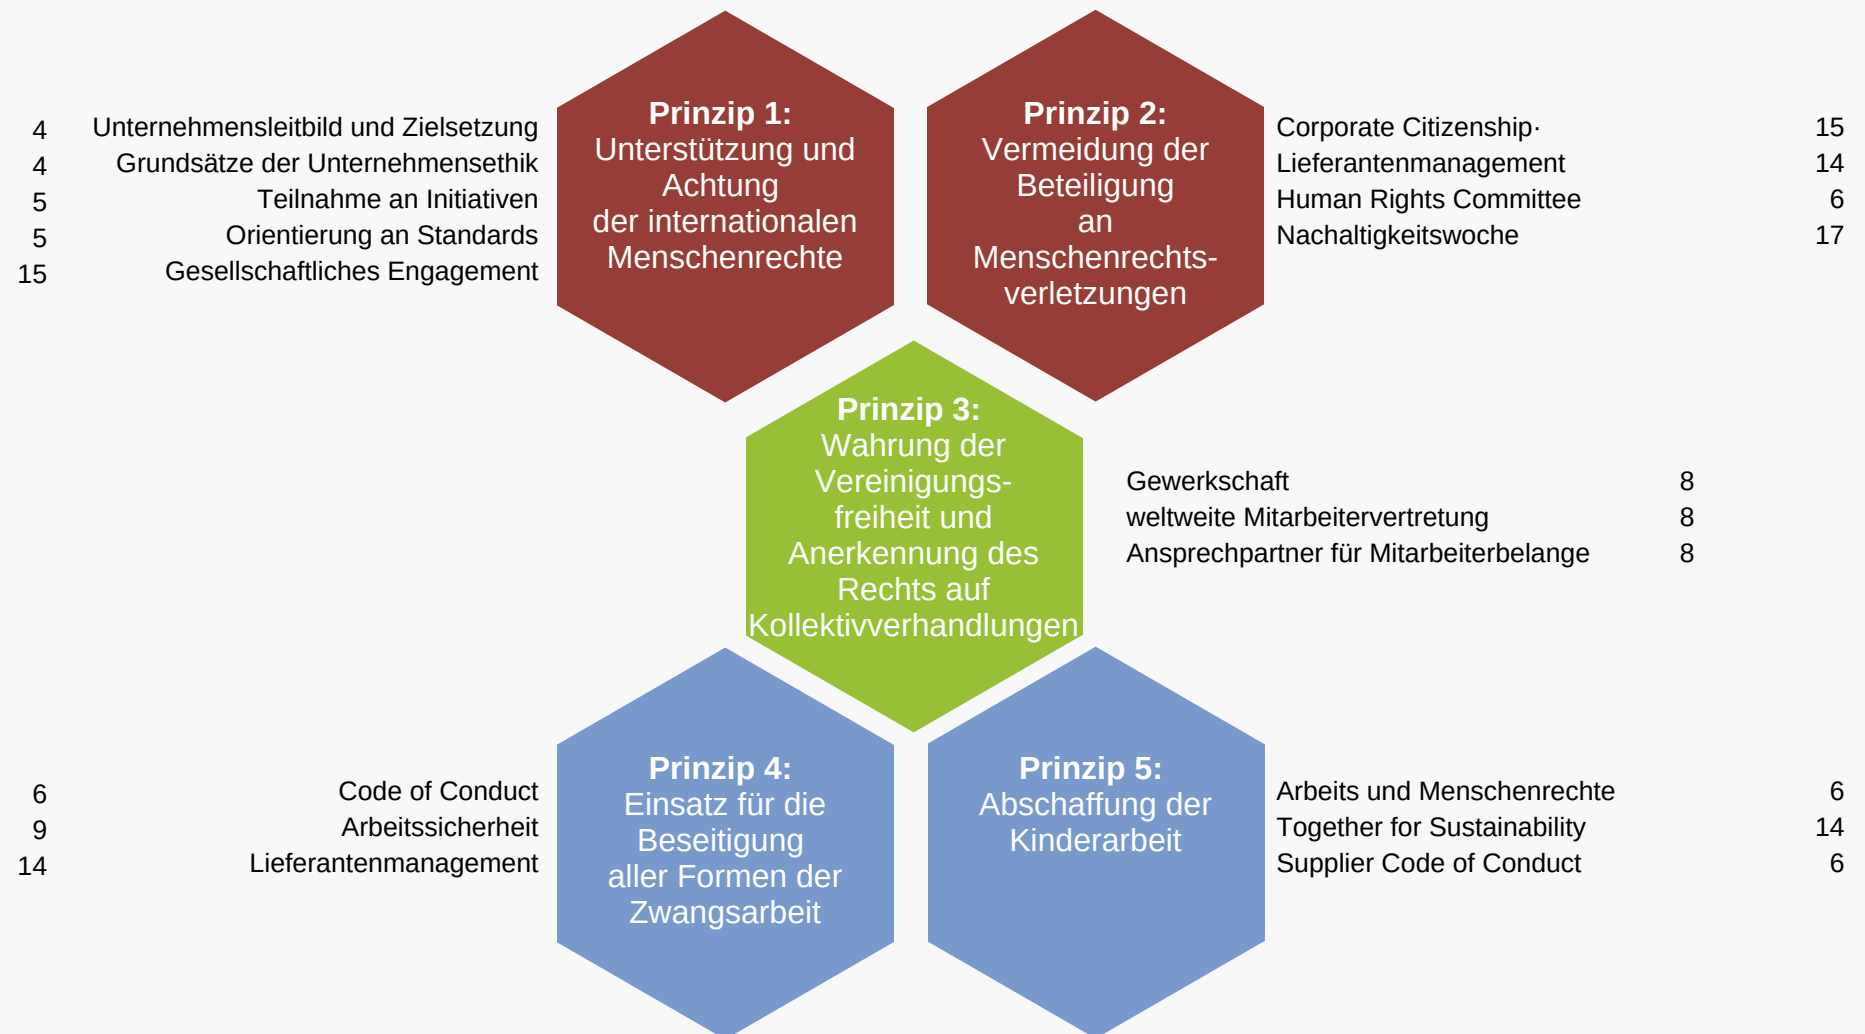 4 Unternehmensleitbild und Zielsetzung
4 Grundsätze der Unternehmensethik
5 Teilnahme an Initiativen
5 Orientierung an Standards
15 Gesellschaftliches Engagement
Prinzip 1:
Unterstützung und
Achtung
der internationalen
Menschenrechte
Prinzip 2:
Vermeidung der
Beteiligung
an
Menschenrechts-
verletzungen
Corporate Citizenship· 15
Lieferantenmanagement 14
Human Rights Committee 6
Nachaltigkeitswoche 17
Prinzip 3:
Wahrung der
Vereinigungs-
freiheit und
Anerkennung des
Rechts auf
Kollektivverhandlungen
Gewerkschaft 8
weltweite Mitarbeitervertretung 8
Ansprechpartner für Mitarbeiterbelange 8
6 Code of Conduct
9 Arbeitssicherheit
14 Lieferantenmanagement
Prinzip 4:
Einsatz für die
Beseitigung
aller Formen der
Zwangsarbeit
Prinzip 5:
Abschaffung der
Kinderarbeit
Arbeits und Menschenrechte 6
Together for Sustainability 14
Supplier Code of Conduct 6